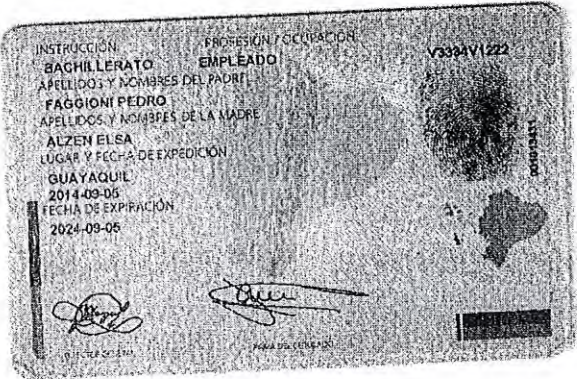 INSTRUCCIÓN PROFESIÓN / OCUPACIÓN
BACHILLERATO EMPLEADO V3334V1222
APELLIDOS Y NOMBRES DEL PADRE
FAGGIONI PEDRO
APELLIDOS Y NOMBRES DE LA MADRE
ALZEN ELSA
LUGAR Y FECHA DE EXPEDICIÓN
GUAYAQUIL
2014-09-05
FECHA DE EXPIRACIÓN
2024-09-05